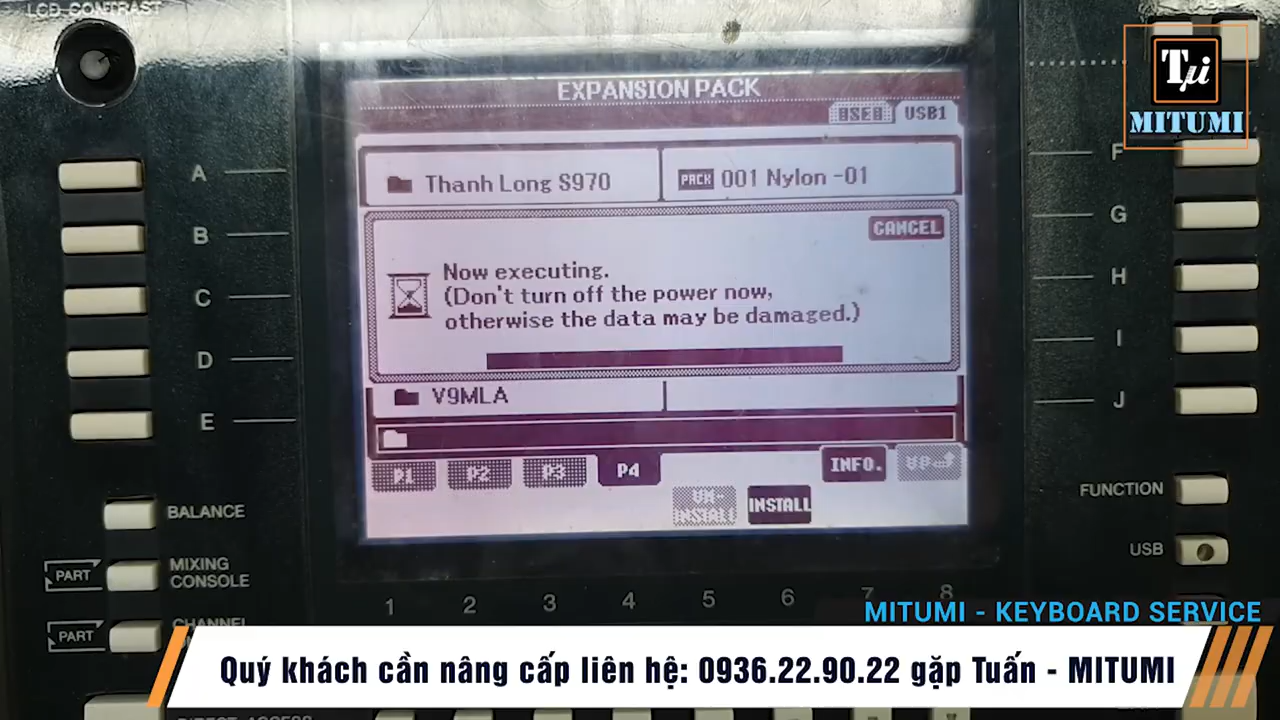 LCD CONTRAST
Tµi
MITUMI
EXPANSION PACK
USER USB1
Thanh Long S970
PACK 001 Nylon -01
CANCEL
Now executing.
(Don't turn off the power now,
otherwise the data may be damaged.)
V9MLA
P1 P2 P3 P4
INFO. UP
UN-
INSTALL INSTALL
A
B
C
D
E
F
G
H
I
J
BALANCE
PART
MIXING
CONSOLE
PART
CHANNEL
FUNCTION
USB
1 2 3 4 5 6 7 8
MITUMI - KEYBOARD SERVICE
Quý khách cần nâng cấp liên hệ: 0936.22.90.22 gặp Tuấn - MITUMI
DIRECT ACCESS